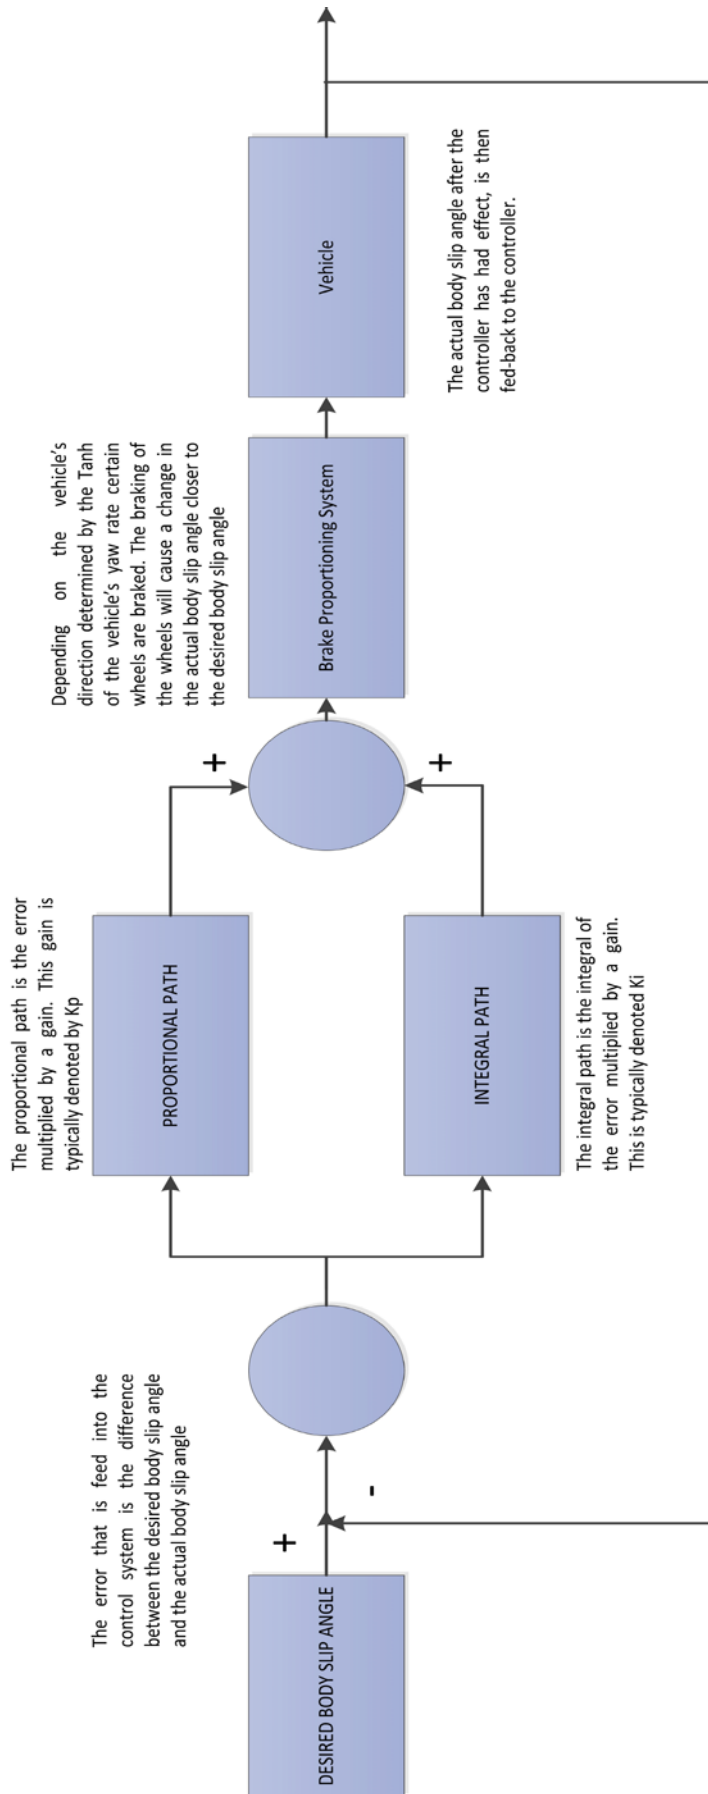 DESIRED BODY SLIP ANGLE
+
-
The error that is feed into the
control system is the difference
between the desired body slip angle
and the actual body slip angle
The proportional path is the error
multiplied by a gain. This gain is
typically denoted by Kp
PROPORTIONAL PATH
INTEGRAL PATH
The integral path is the integral of
the error multiplied by a gain.
This is typically denoted Ki
+
+
Depending on the vehicle's
direction determined by the Tanh
of the vehicle's yaw rate certain
wheels are braked. The braking of
the wheels will cause a change in
the actual body slip angle closer to
the desired body slip angle
Brake Proportioning System
Vehicle
The actual body slip angle after the
controller has had effect, is then
fed-back to the controller.